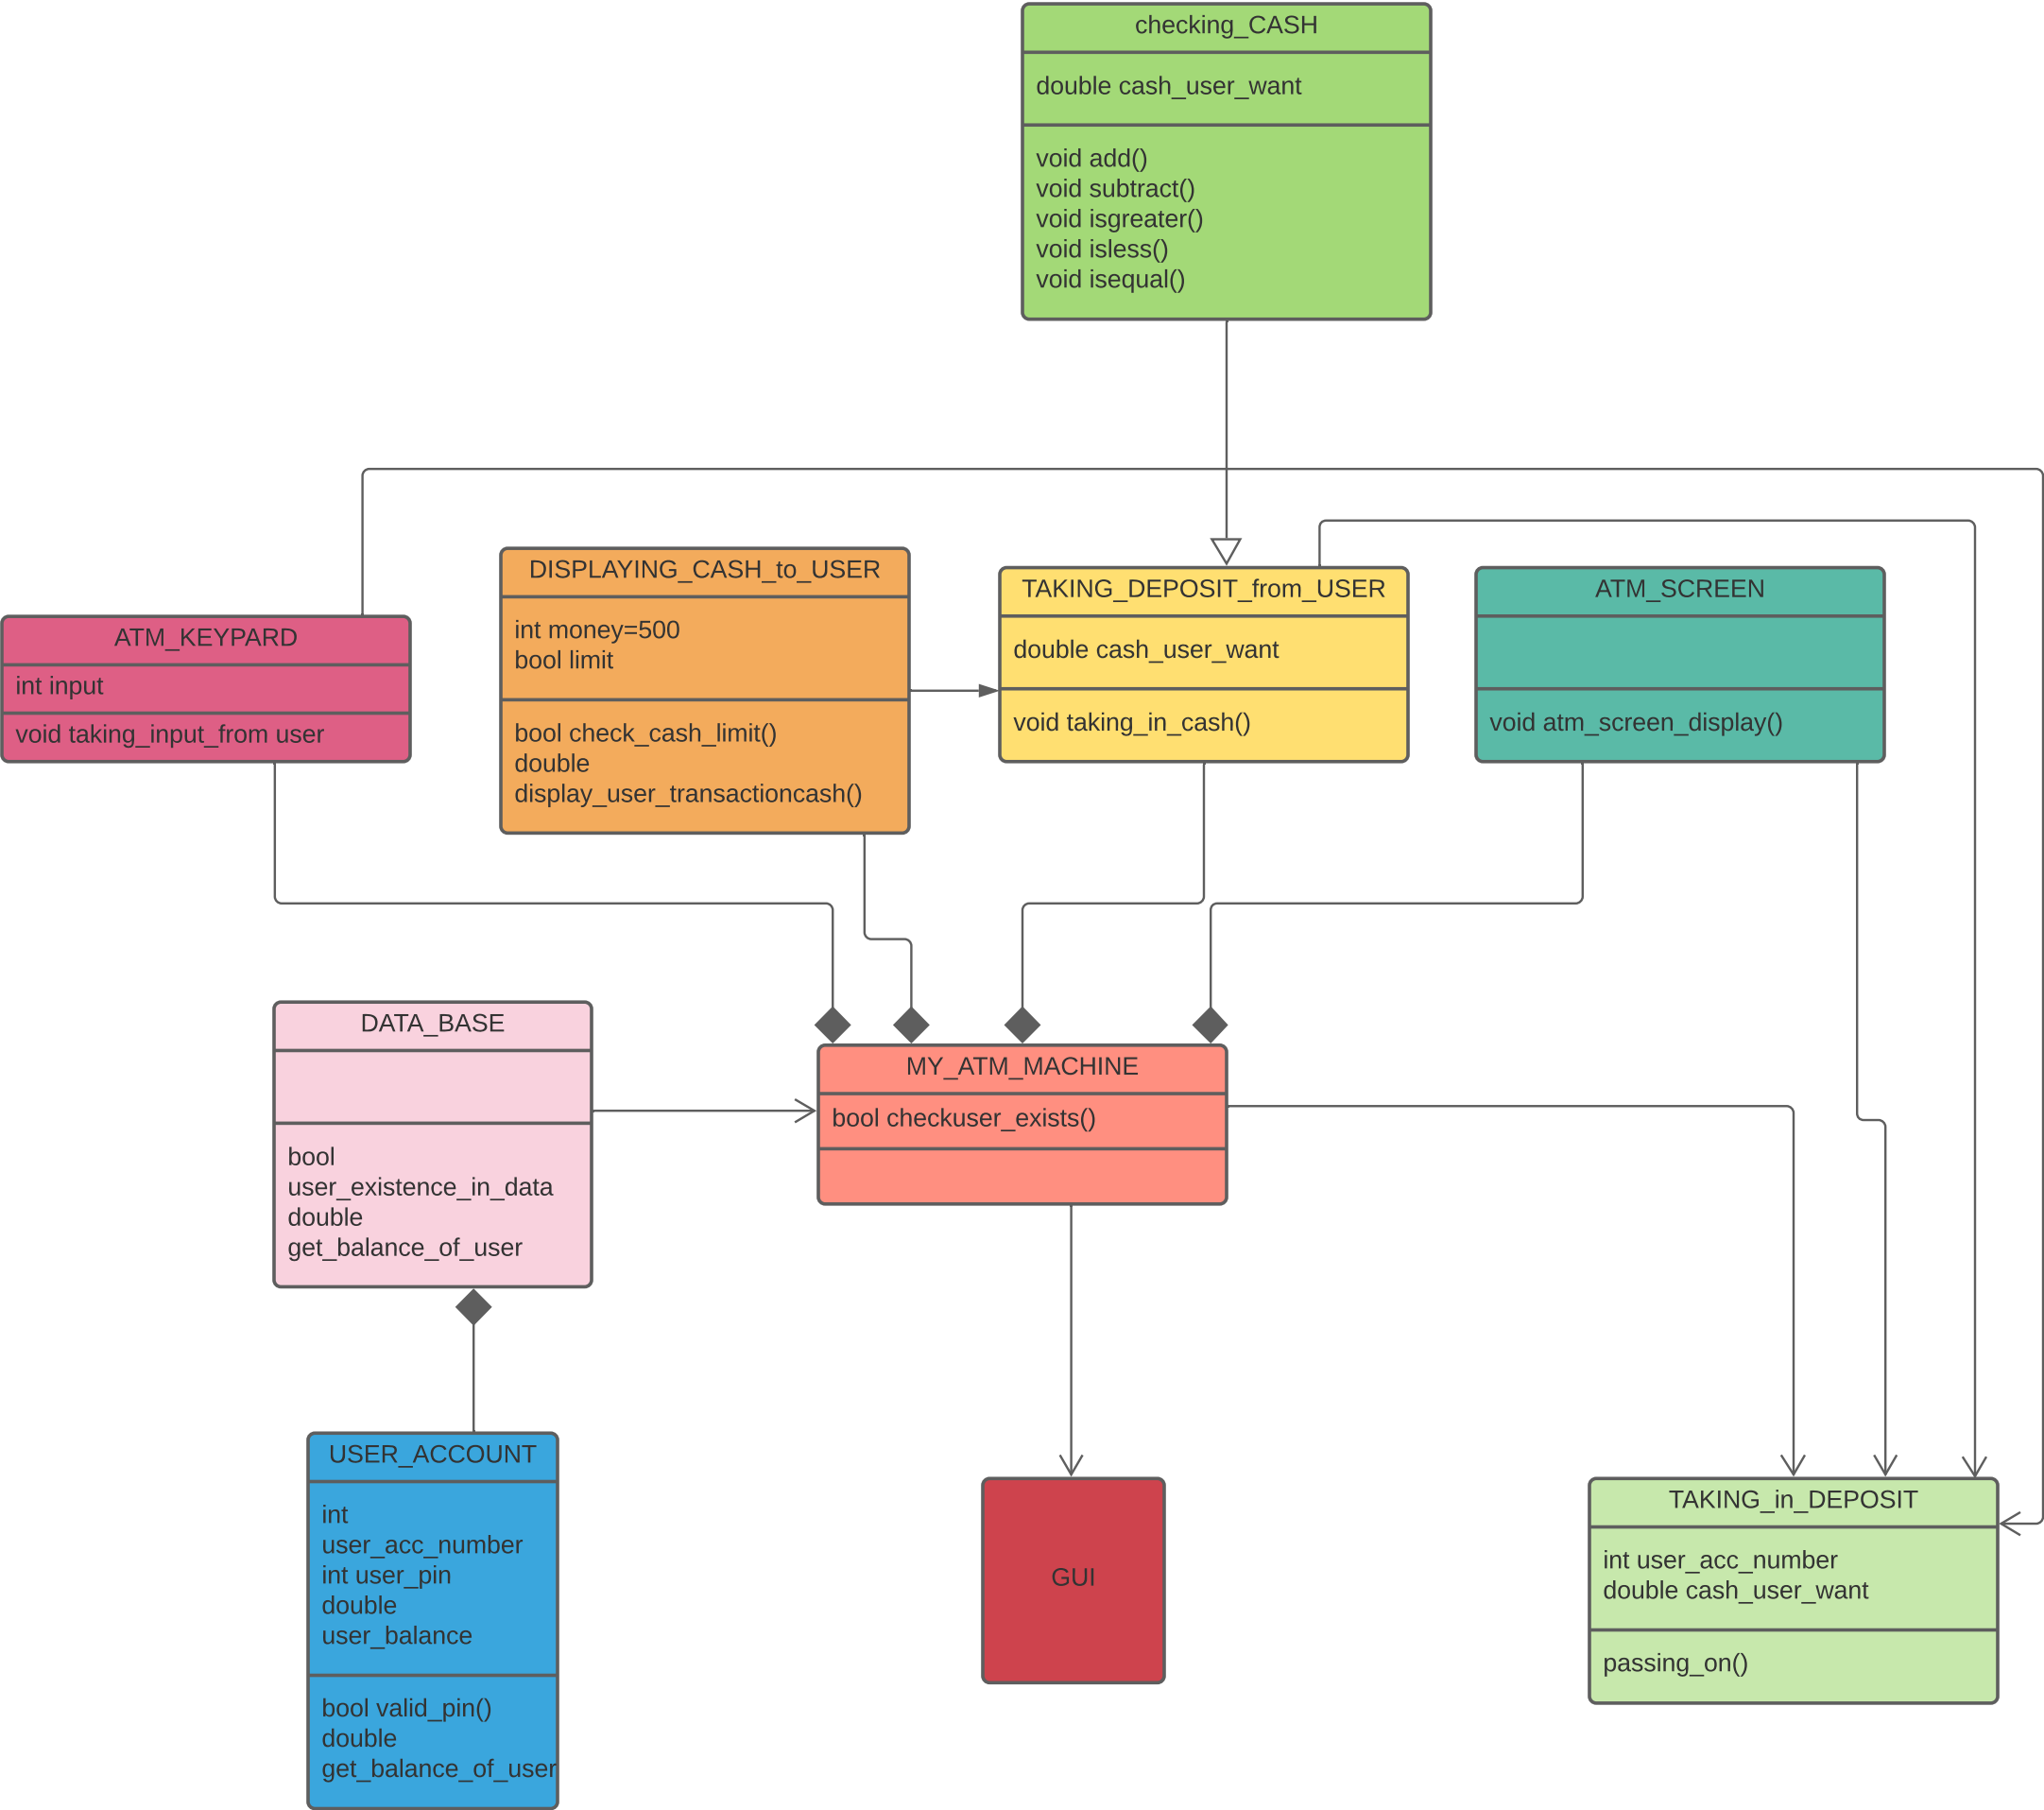 checking_CASH
double cash_user_want
void add()
void subtract()
void isgreater()
void isless()
void isequal()
ATM_KEYPARD
int input
void taking_input_from user
DISPLAYING_CASH_to_USER
int money=500
bool limit
bool check_cash_limit()
double
display_user_transactioncash()
TAKING_DEPOSIT_from_USER
double cash_user_want
void taking_in_cash()
ATM_SCREEN
void atm_screen_display()
DATA_BASE
bool
user_existence_in_data
double
get_balance_of_user
MY_ATM_MACHINE
bool checkuser_exists()
USER_ACCOUNT
int
user_acc_number
int user_pin
double
user_balance
bool valid_pin()
double
get_balance_of_user
GUI
TAKING_in_DEPOSIT
int user_acc_number
double cash_user_want
passing_on()